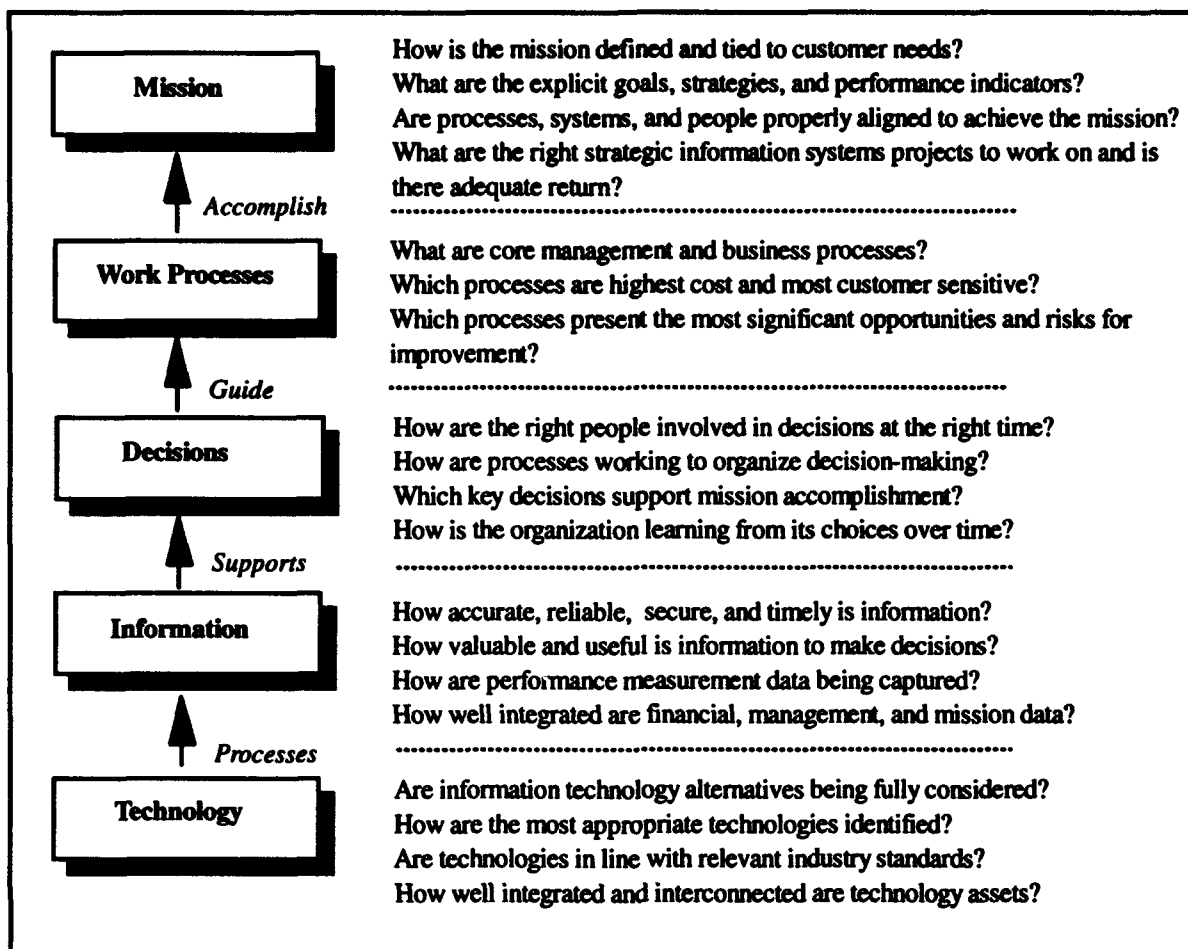 Mission
How is the mission defined and tied to customer needs?
What are the explicit goals, strategies, and performance indicators?
Are processes, systems, and people properly aligned to achieve the mission?
What are the right strategic information systems projects to work on and is
there adequate return?
Accomplish
Work Processes
What are core management and business processes?
Which processes are highest cost and most customer sensitive?
Which processes present the most significant opportunities and risks for
improvement?
Guide
Decisions
How are the right people involved in decisions at the right time?
How are processes working to organize decision-making?
Which key decisions support mission accomplishment?
How is the organization learning from its choices over time?
Supports
Information
How accurate, reliable, secure, and timely is information?
How valuable and useful is information to make decisions?
How are performance measurement data being captured?
How well integrated are financial, management, and mission data?
Processes
Technology
Are information technology alternatives being fully considered?
How are the most appropriate technologies identified?
Are technologies in line with relevant industry standards?
How well integrated and interconnected are technology assets?